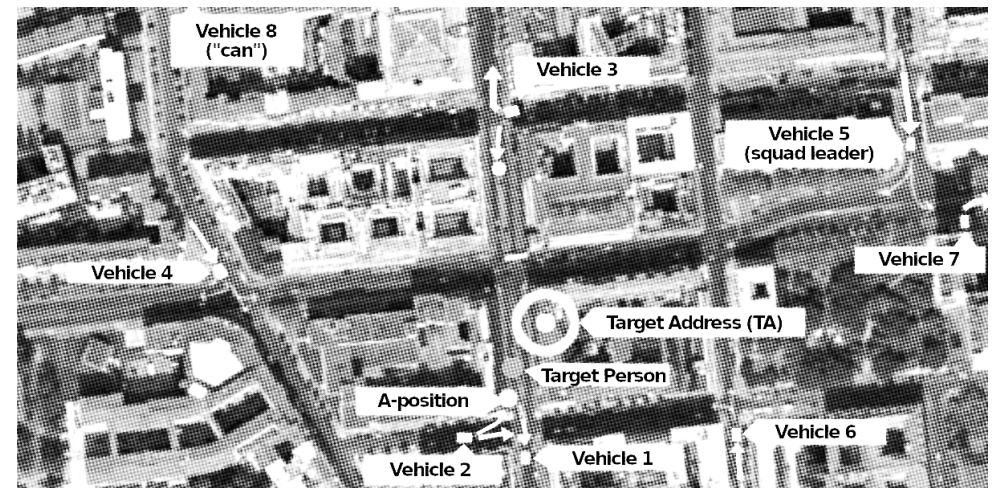 Vehicle 8
("can")
Vehicle 3
Vehicle 5
(squad leader)
Vehicle 4
Vehicle 7
Target Address (TA)
Target Person
A-position
Vehicle 6
Vehicle 2
Vehicle 1